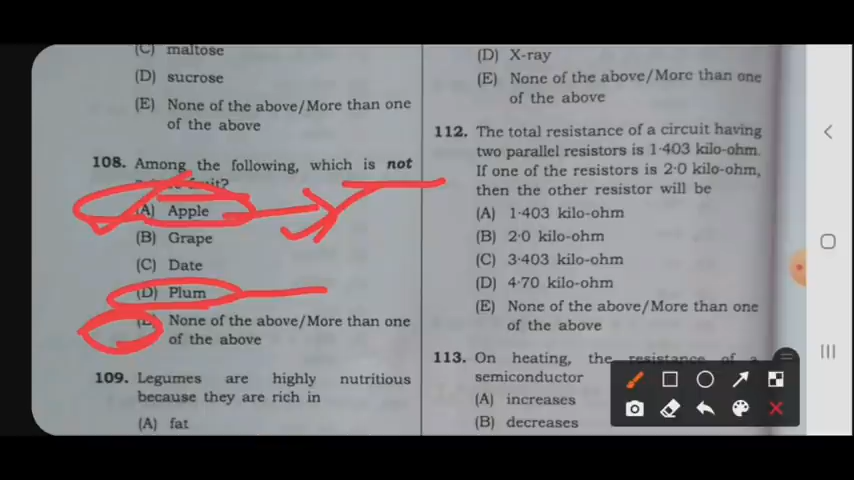 (C) maltose
(D) sucrose
(E) None of the above/More than one
of the above
108. Among the following, which is not
fruit?
(A) Apple
(B) Grape
(C) Date
(D) Plum
None of the above/More than one
of the above
109. Legumes are highly nutritious
because they are rich in
(A) fat
(D) X-ray
(E) None of the above/More than one
of the above
112. The total resistance of a circuit having
two parallel resistors is 1·403 kilo-ohm.
If one of the resistors is 2·0 kilo-ohm,
then the other resistor will be
(A) 1·403 kilo-ohm
(B) 2·0 kilo-ohm
(C) 3·403 kilo-ohm
(D) 4·70 kilo-ohm
(E) None of the above/More than one
of the above
113. On heating, the resistance of a
semiconductor
(A) increases
(B) decreases